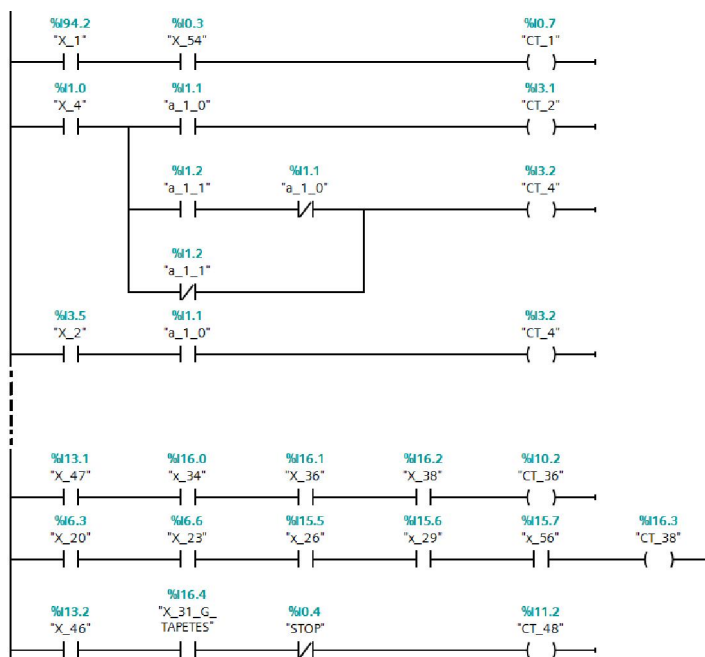 %I94.2 %I0.3 %I0.7
"X_1" "X_54" "CT_1"
%I1.0 %I1.1 %I3.1
"X_4" "a_1_0" "CT_2"
%I1.2 %I1.1 %I3.2
"a_1_1" "a_1_0" "CT_4"
%I1.2
"a_1_1"
%I3.5 %I1.1 %I3.2
"X_2" "a_1_0" "CT_4"
%I13.1 %I16.0 %I16.1 %I16.2 %I10.2
"X_47" "x_34" "X_36" "X_38" "CT_36"
%I6.3 %I6.6 %I15.5 %I15.6 %I15.7 %I16.3
"X_20" "X_23" "x_26" "x_29" "x_56" "CT_38"
%I16.4
%I13.2 "X_31_G_ %I0.4 %I11.2
"X_46" TAPETES" "STOP" "CT_48"